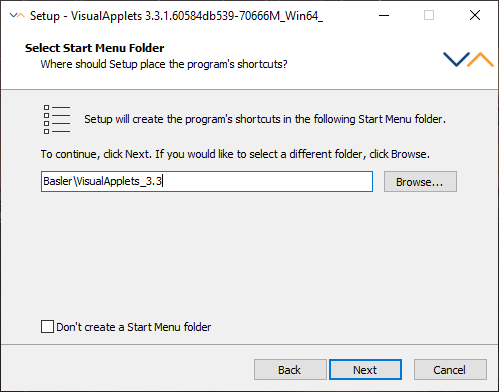 Setup - VisualApplets 3.3.1.60584db539-70666M_Win64_
Select Start Menu Folder
Where should Setup place the program's shortcuts?
Setup will create the program's shortcuts in the following Start Menu folder.
To continue, click Next. If you would like to select a different folder, click Browse.
Basler\VisualApplets_3.3
Browse...
Don't create a Start Menu folder
Back
Next
Cancel